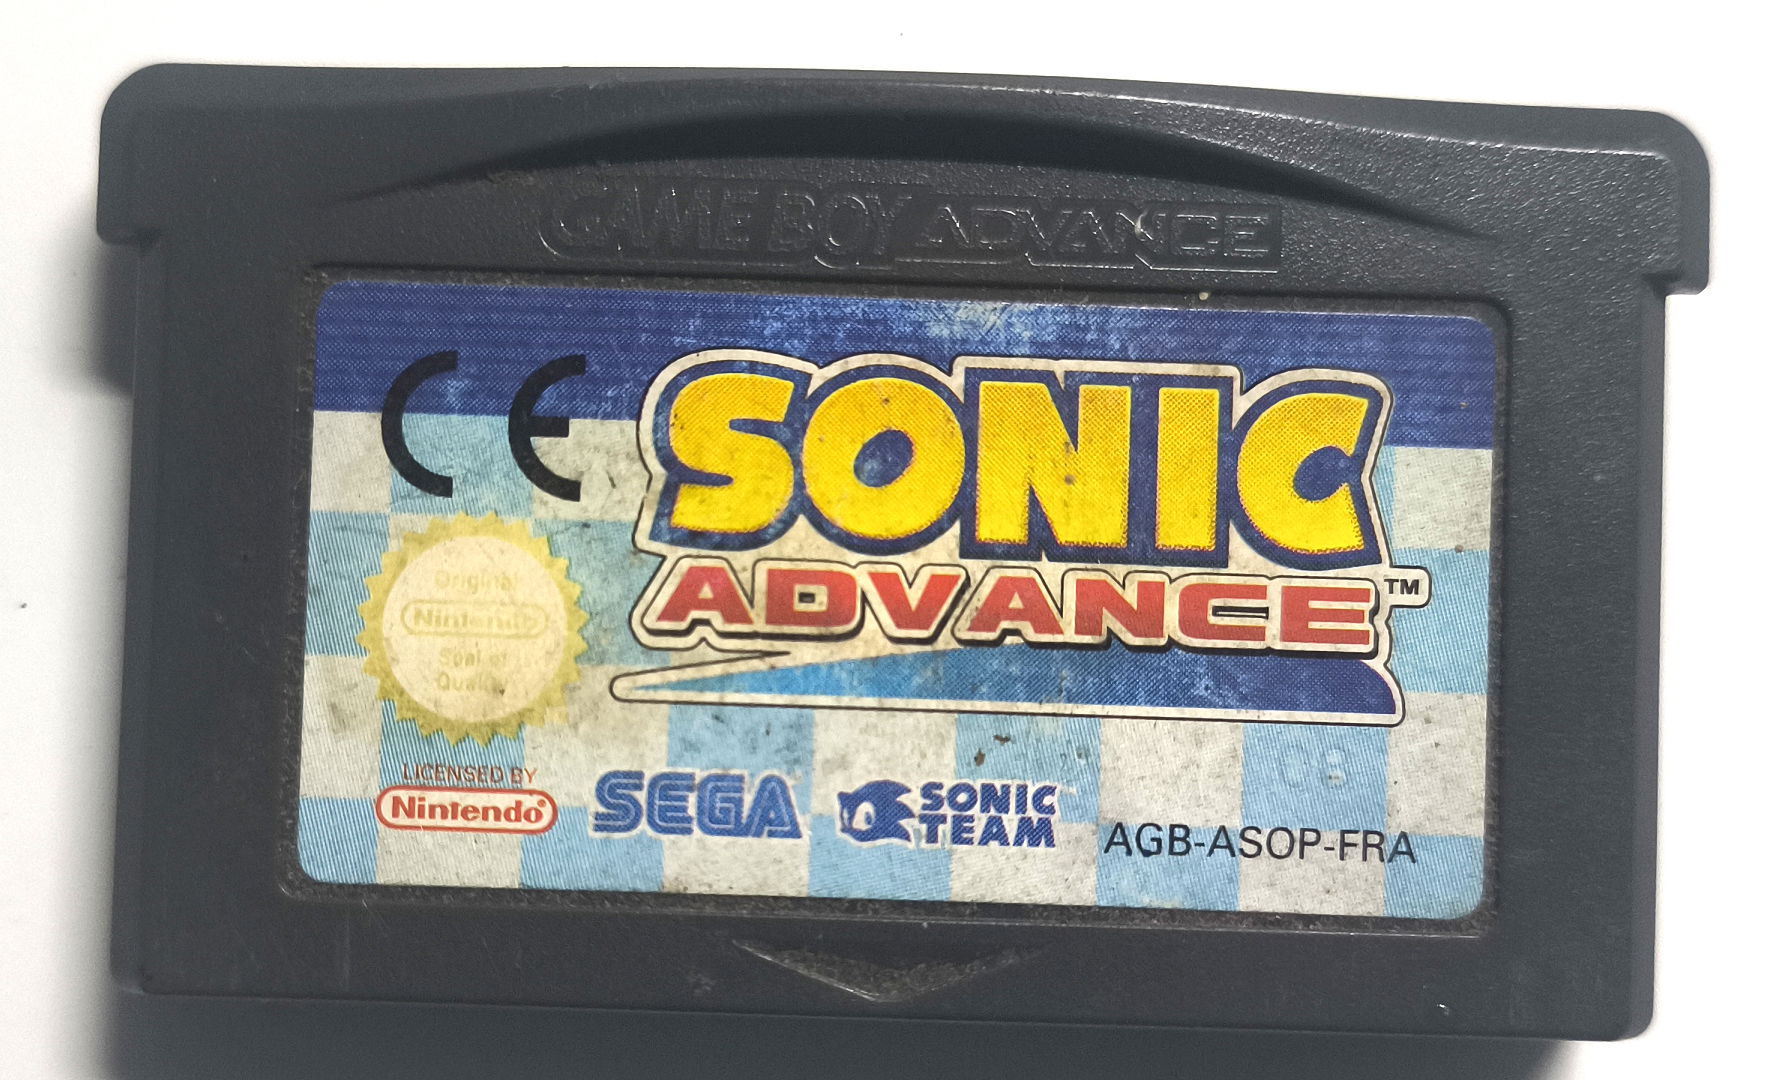 GAME BOY ADVANCE
CE
SONIC
ADVANCE™
Original
Nintendo
Seal of
Quality
LICENSED BY
Nintendo®
SEGA
SONIC
TEAM
08
AGB-ASOP-FRA